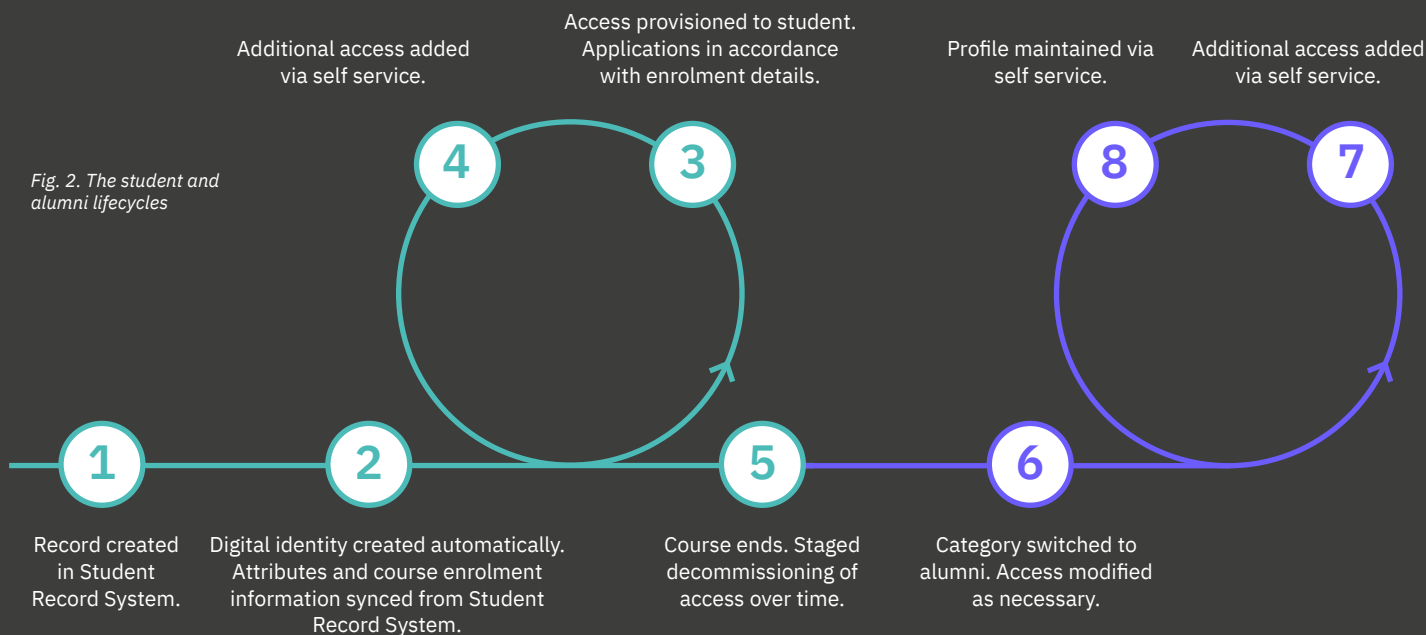 Access provisioned to student.
Applications in accordance
with enrolment details.
Additional access added
via self service.
Profile maintained via
self service.
Additional access added
via self service.
4
3
8
7
Fig. 2. The student and
alumni lifecycles
1
2
5
6
Record created
in Student
Record System.
Digital identity created automatically.
Attributes and course enrolment
information synced from Student
Record System.
Course ends. Staged
decommissioning of
access over time.
Category switched to
alumni. Access modified
as necessary.